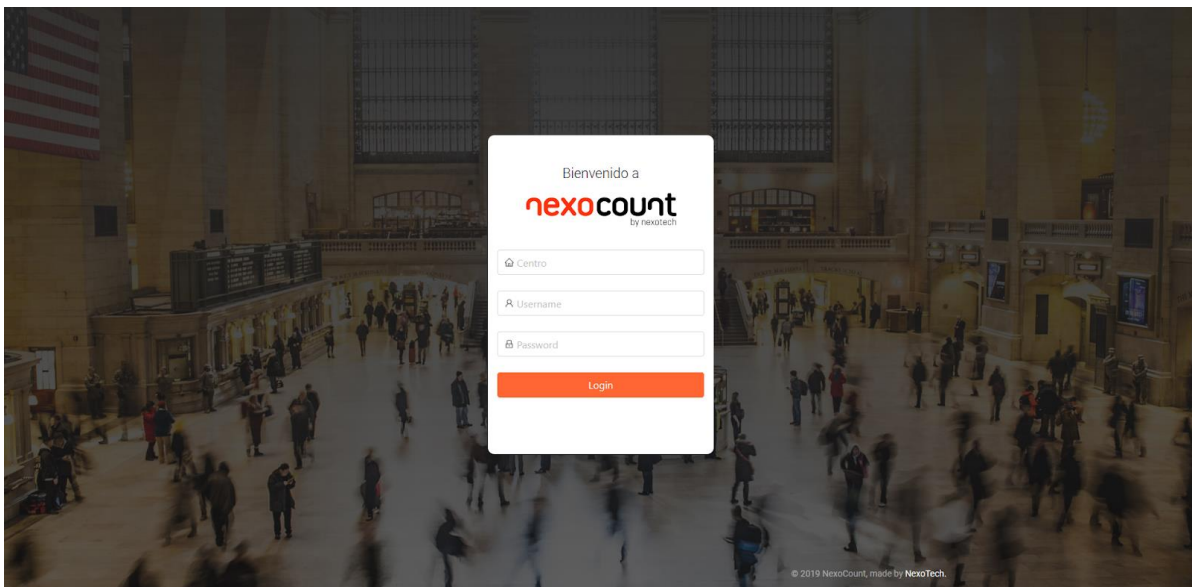 Bienvenido a
nexocount
by nexotech
Centro
Username
Password
Login
© 2019 NexoCount, made by NexoTech.